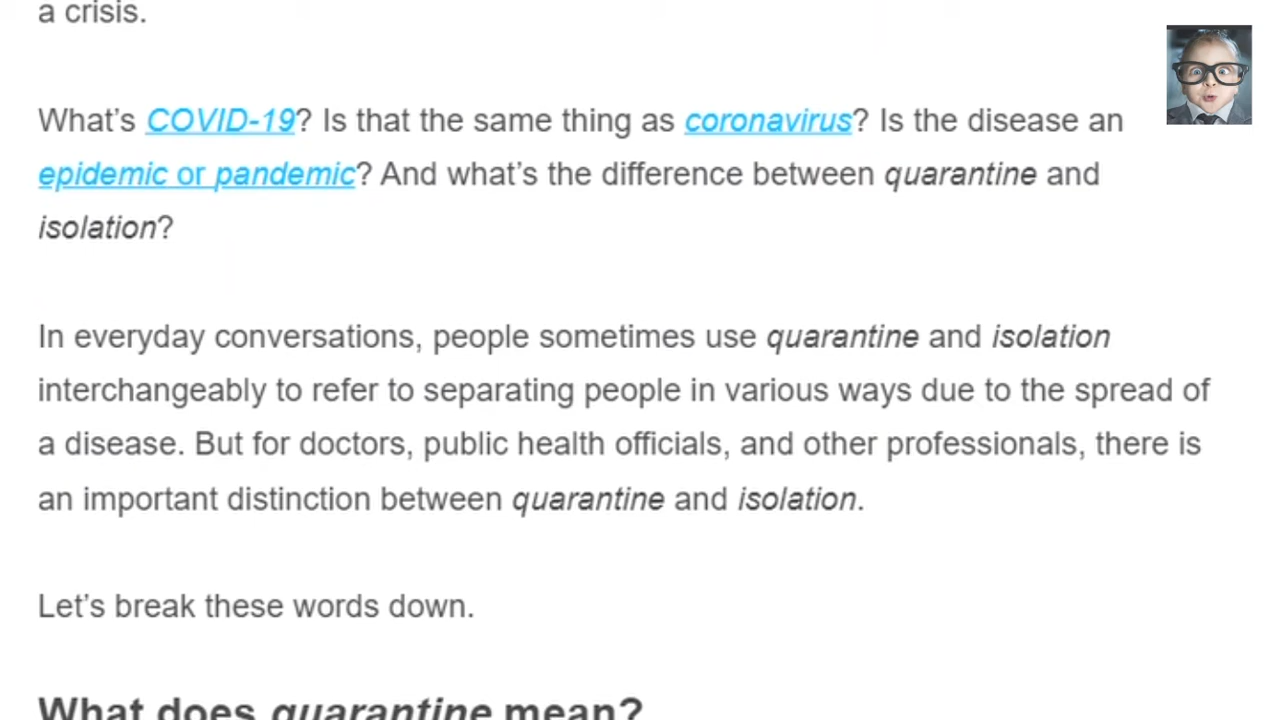 a crisis.
What’s COVID-19? Is that the same thing as coronavirus? Is the disease an
epidemic or pandemic? And what’s the difference between quarantine and
isolation?
In everyday conversations, people sometimes use quarantine and isolation
interchangeably to refer to separating people in various ways due to the spread of
a disease. But for doctors, public health officials, and other professionals, there is
an important distinction between quarantine and isolation.
Let’s break these words down.
What does quarantine mean?